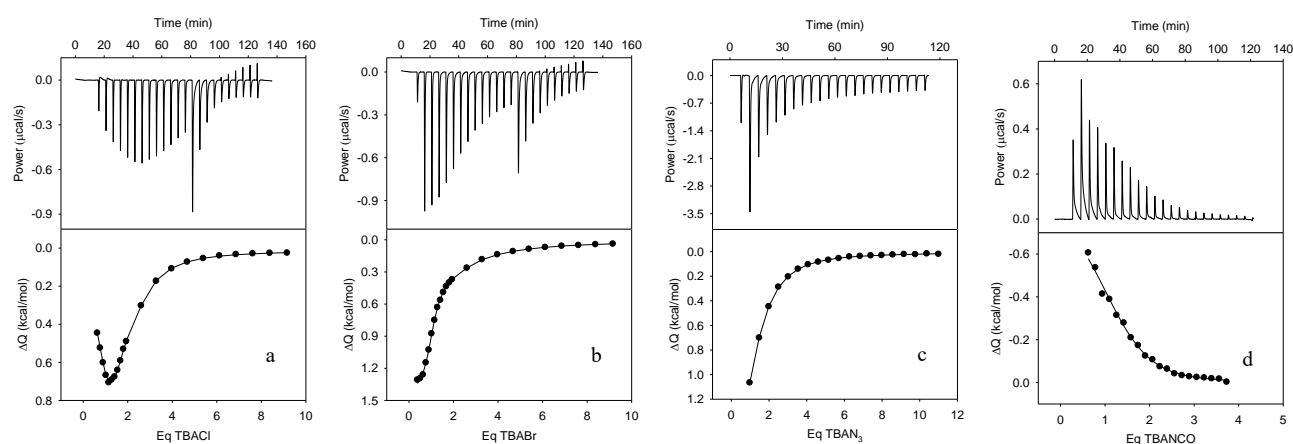 Time (min)
0 20 40 60 80 100 120 140 160
Power (μcal/s)
0.0
-0.3
-0.6
-0.9
ΔQ (kcal/mol)
0.0
0.2
0.4
0.6
0.8
a
0 2 4 6 8 10
Eq TBACl
Time (min)
0 20 40 60 80 100 120 140 160
Power (μcal/s)
0.0
-0.3
-0.6
-0.9
ΔQ (kcal/mol)
0.0
0.3
0.6
0.9
1.2
1.5
b
0 2 4 6 8 10
Eq TBABr
Time (min)
0 30 60 90 120
Power (μcal/s)
0.0
-0.7
-1.4
-2.1
-2.8
-3.5
ΔQ (kcal/mol)
0.0
0.2
0.4
0.6
0.8
1.0
1.2
c
0 2 4 6 8 10 12
Eq TBAN₃
Time (min)
0 20 40 60 80 100 120 140
Power (μcal/s)
0.6
0.4
0.2
0.0
ΔQ (kcal/mol)
-0.6
-0.4
-0.2
0.0
d
0 1 2 3 4 5
Eq TBANCO